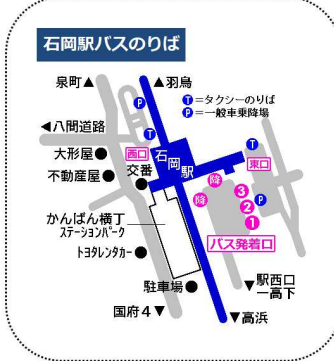 石岡駅バスのりば
泉町▲
▲羽鳥
P
T=タクシーのりば
P=一般車乗降場
◀八間道路
T
T
大形屋●
西口
石岡駅
東口
不動産屋●
交番
降
降
3
2
1
P
かんばん横丁
ステーションパーク
バス発着口
トヨタレンタカー●
駐車場●
▼駅西口
一高下
国府4▼
▼高浜